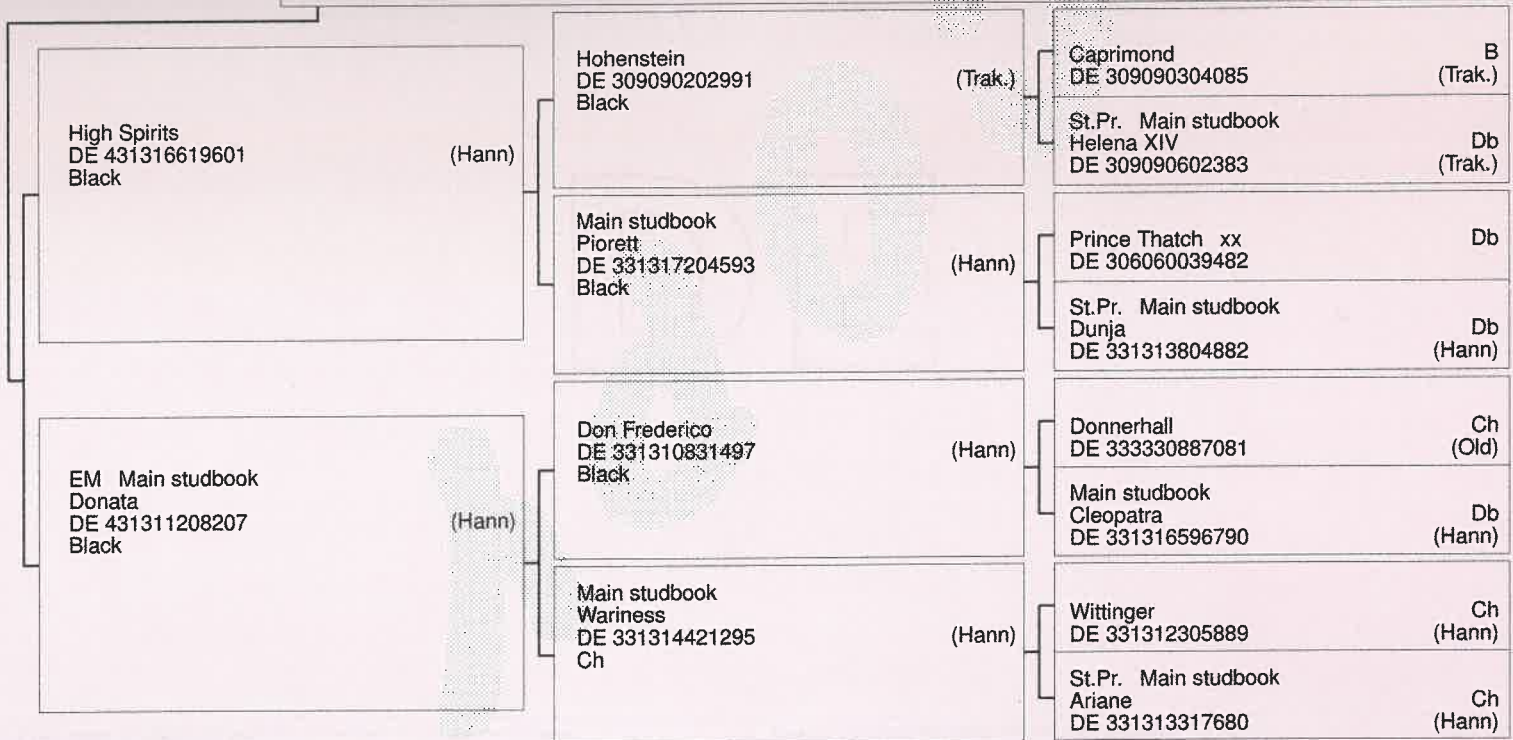 High Spirits
DE 431316619601 (Hann)
Black
EM Main studbook
Donata
DE 431311208207 (Hann)
Black
Hohenstein
DE 309090202991 (Trak.)
Black
Main studbook
Piorett
DE 331317204593 (Hann)
Black
Don Frederico
DE 331310831497 (Hann)
Black
Main studbook
Wariness
DE 331314421295 (Hann)
Ch
Caprimond B
DE 309090304085 (Trak.)
St.Pr. Main studbook
Helena XIV Db
DE 309090602383 (Trak.)
Prince Thatch xx Db
DE 306060039482
St.Pr. Main studbook
Dunja Db
DE 331313804882 (Hann)
Donnerhall Ch
DE 333330887081 (Old)
Main studbook
Cleopatra Db
DE 331316596790 (Hann)
Wittinger Ch
DE 331312305889 (Hann)
St.Pr. Main studbook
Ariane Ch
DE 331313317680 (Hann)